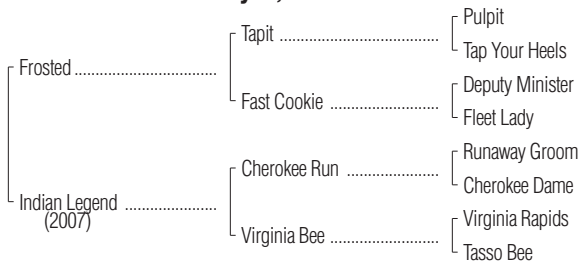 Pulpit
Tapit ........................................
Tap Your Heels
Frosted ....................................
Deputy Minister
Fast Cookie ...........................
Fleet Lady
Runaway Groom
Cherokee Run .......................
Cherokee Dame
Indian Legend .......................
(2007)
Virginia Rapids
Virginia Bee ...........................
Tasso Bee